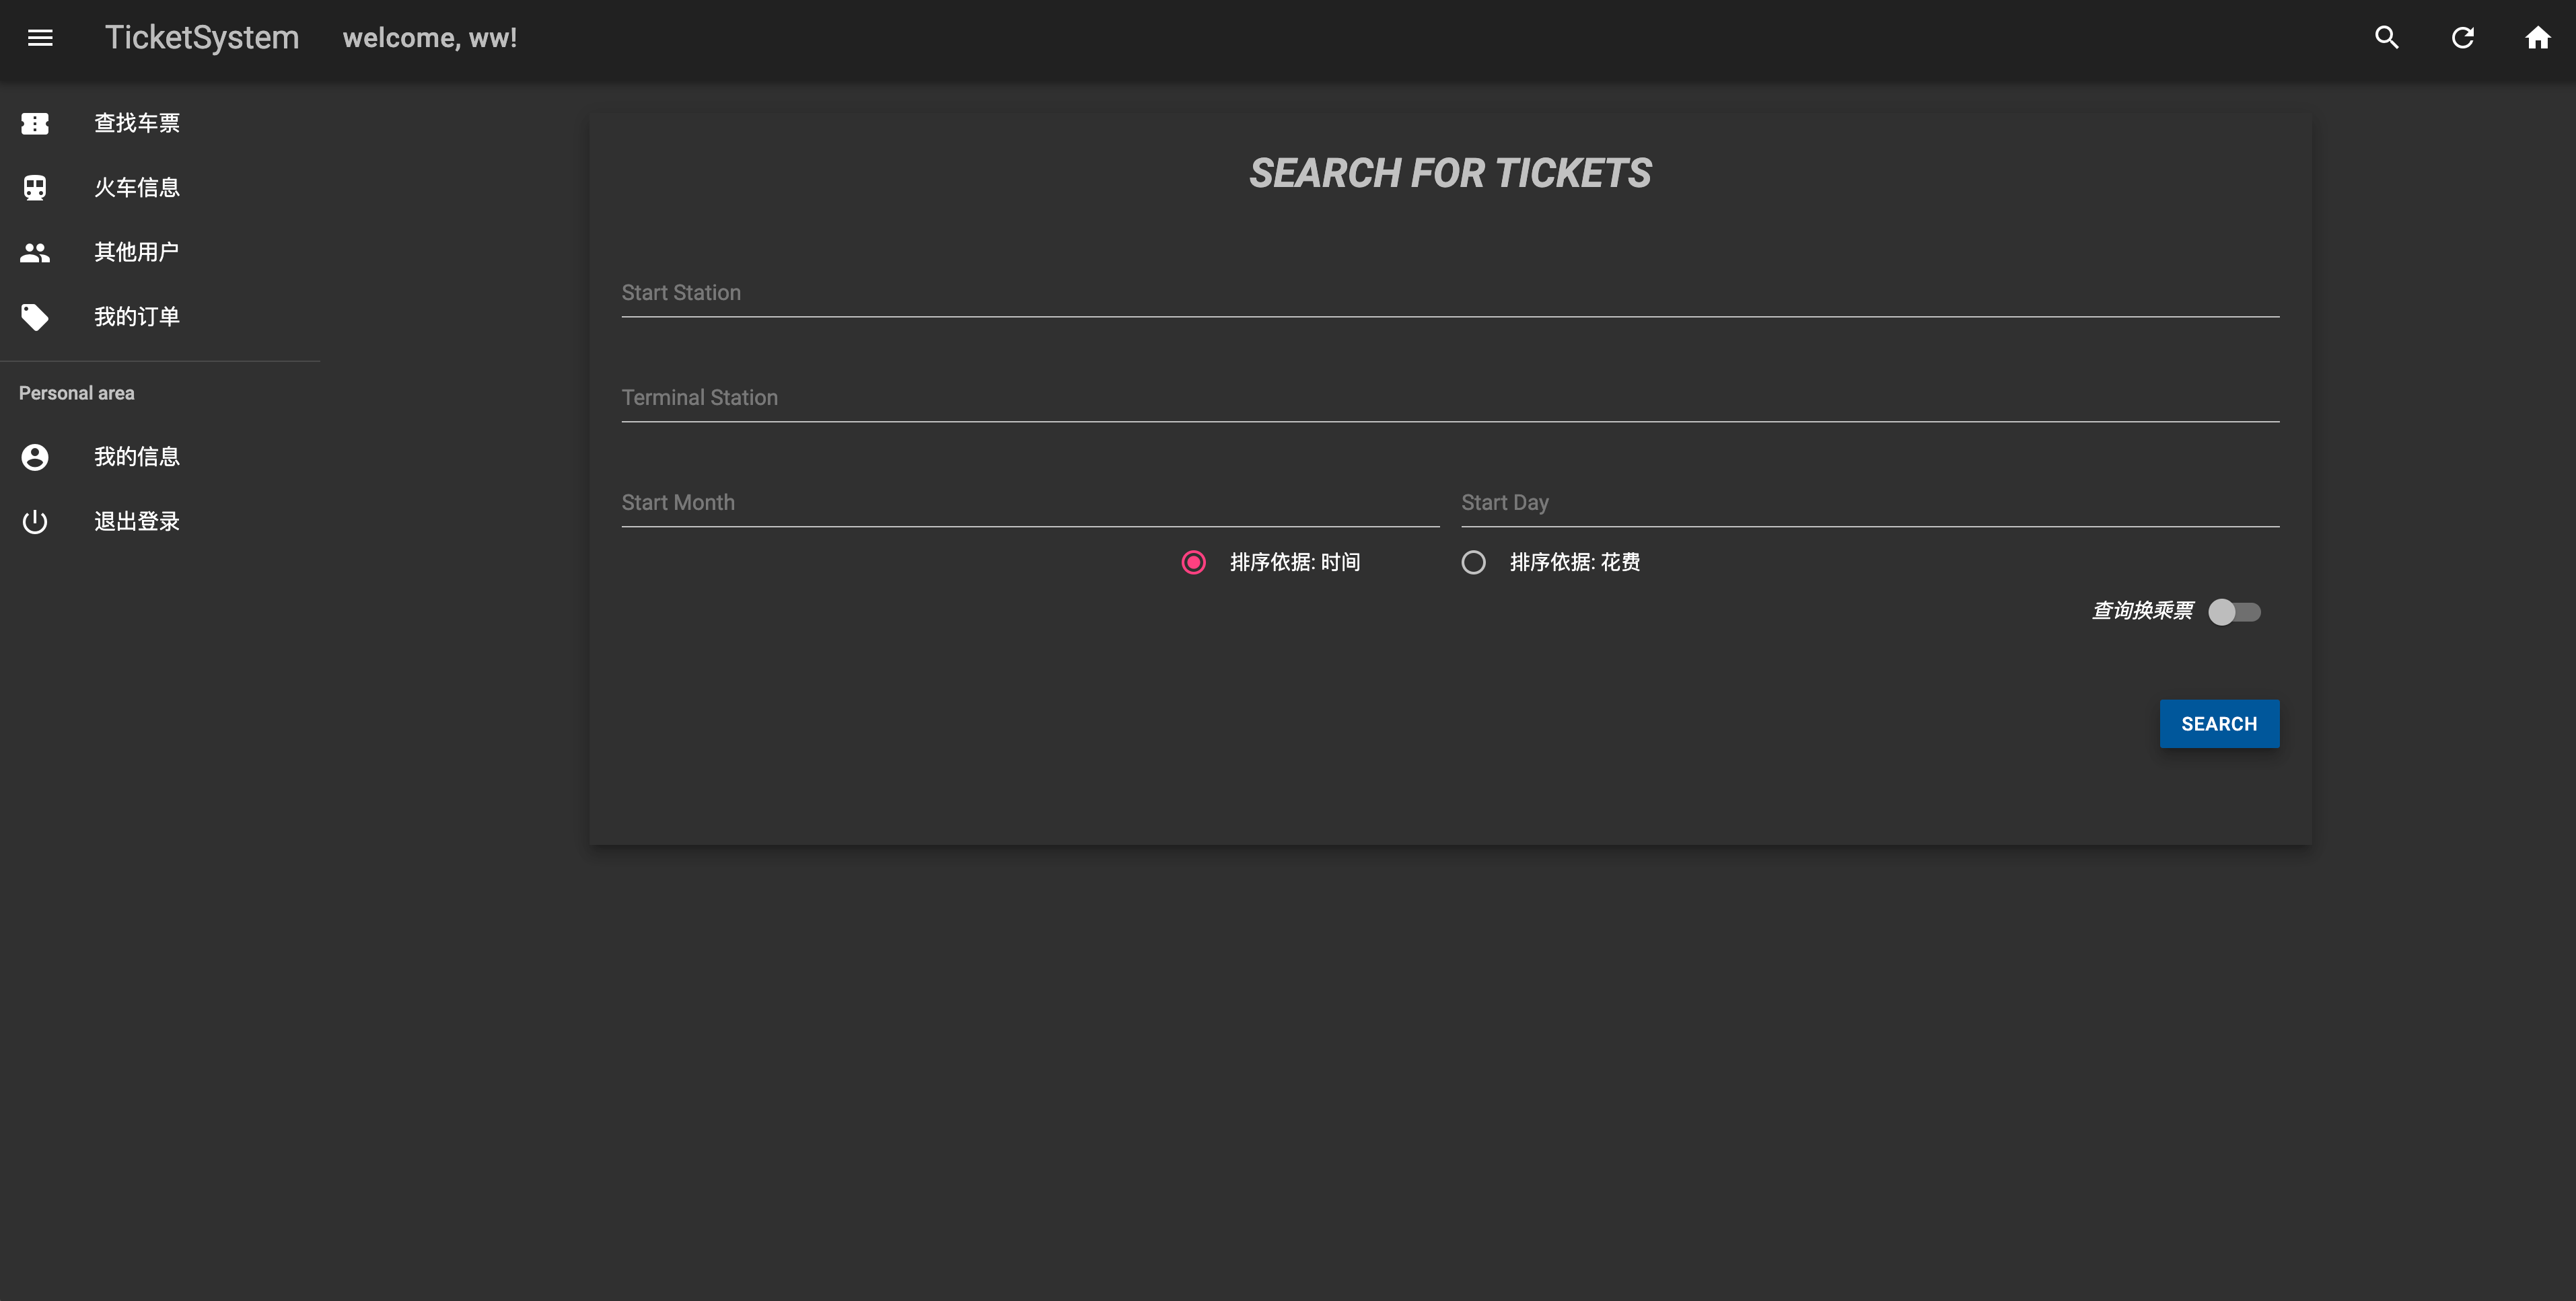 TicketSystem welcome, ww!
查找车票
火车信息
其他用户
我的订单
Personal area
我的信息
退出登录
SEARCH FOR TICKETS
Start Station
Terminal Station
Start Month Start Day
排序依据: 时间 排序依据: 花费
查询换乘票
SEARCH